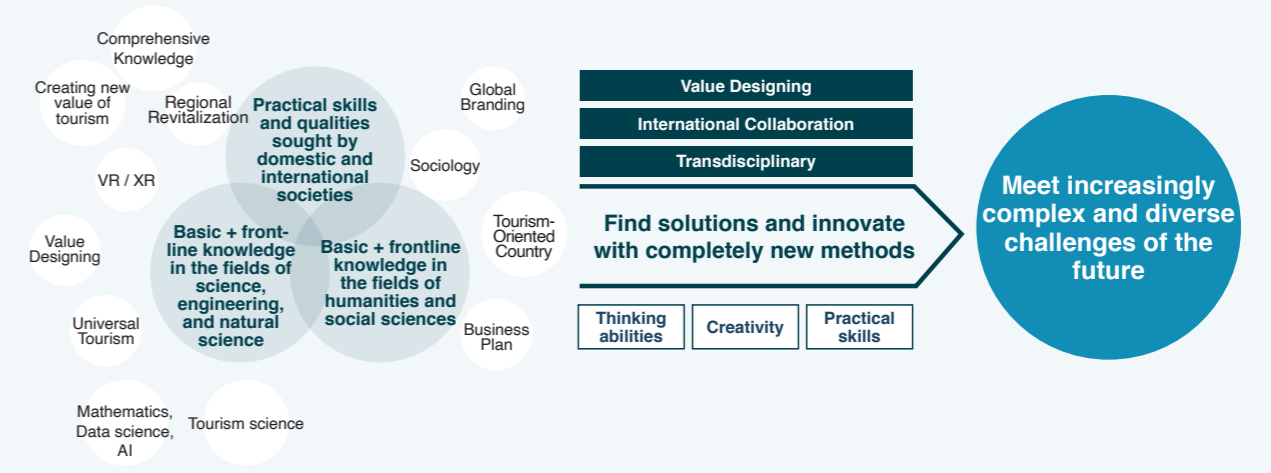 Comprehensive
Knowledge
Creating new
value of
tourism
Regional
Revitalization
VR / XR
Value
Designing
Universal
Tourism
Mathematics,
Data science,
AI
Tourism science
Practical skills
and qualities
sought by
domestic and
international
societies
Basic + front-
line knowledge
in the fields of
science,
engineering,
and natural
science
Basic + frontline
knowledge in
the fields of
humanities and
social sciences
Global
Branding
Sociology
Tourism-
Oriented
Country
Business
Plan
Value Designing
International Collaboration
Transdisciplinary
Find solutions and innovate
with completely new methods
Thinking
abilities
Creativity
Practical
skills
Meet increasingly
complex and diverse
challenges of the
future